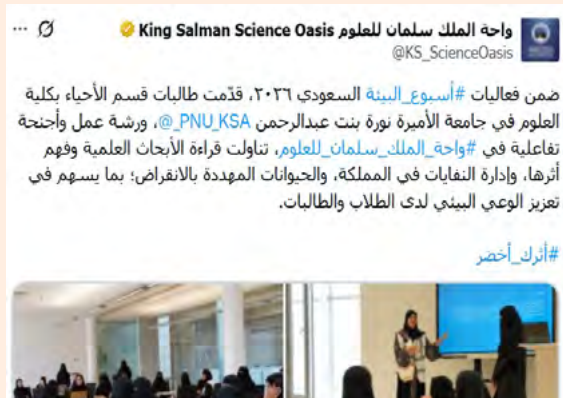 واحة الملك سلمان للعلوم King Salman Science Oasis
@KS_ScienceOasis
ضمن فعاليات #أسبوع_البيئة السعودي ٢٠٢٦، قدّمت طالبات قسم الأحياء بكلية
العلوم في جامعة الأميرة نورة بنت عبدالرحمن @_PNU_KSA، ورشة عمل وأجنحة
تفاعلية في #واحة_الملك_سلمان_للعلوم، تناولت قراءة الأبحاث العلمية وفهم
أثرها، وإدارة النفايات في المملكة، والحيوانات المهددة بالانقراض؛ بما يسهم في
تعزيز الوعي البيئي لدى الطلاب والطالبات.
#أثرك_أخضر